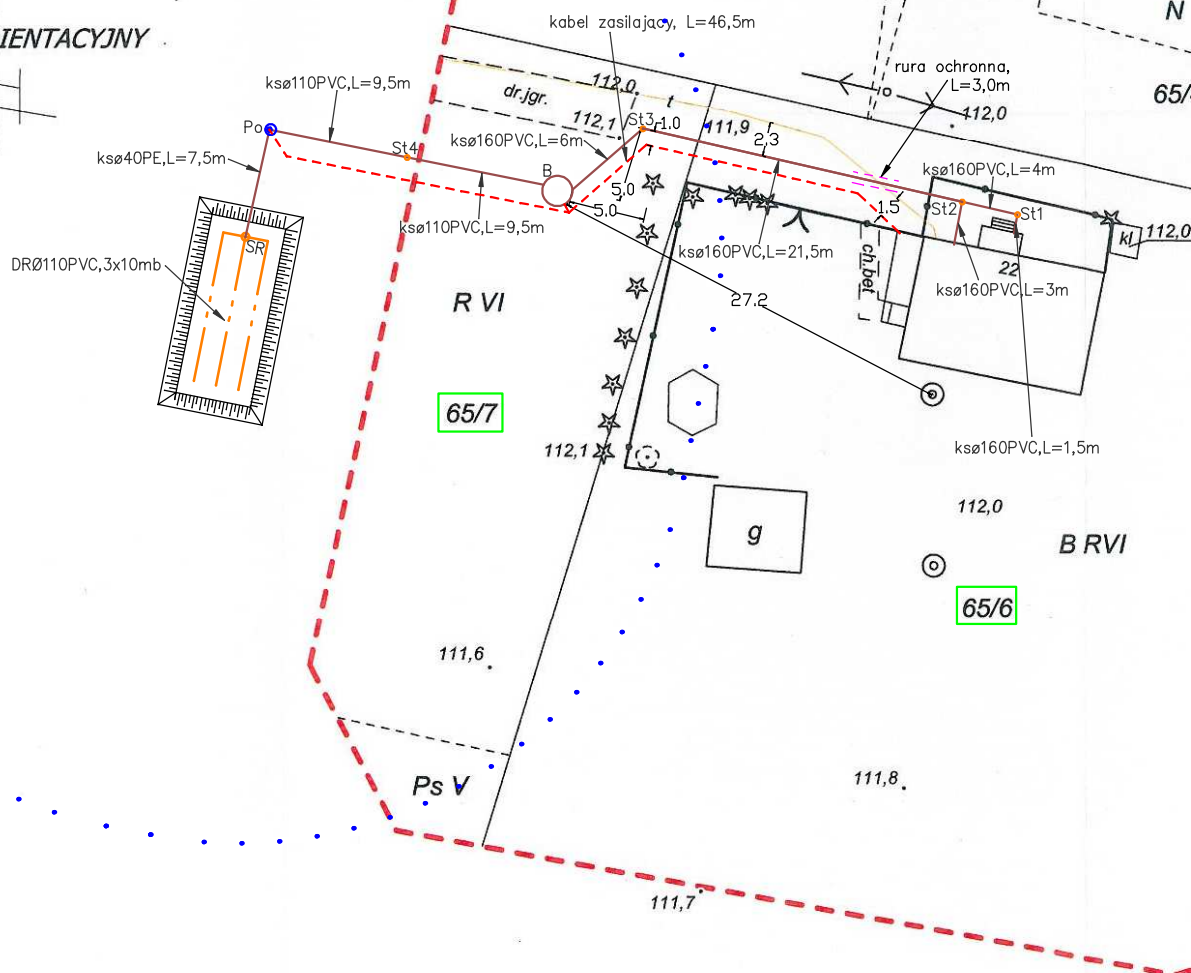 N
kabel zasilający, L=46,5m
IENTACYJNY
rura ochronna,
L=3,0m
ksø110PVC,L=9,5m
112,0
dr.jgr.
t
65/
112,0
Po
112,1
St3
1.0
111,9
ksø160PVC,L=6m
2,3
St4
ksø40PE,L=7,5m
B
ksø160PVC,L=4m
5.0
5.0
1.5
St2
St1
ksø110PVC,L=9,5m
kl
112,0
SR
ksø160PVC,L=21,5m
ch.bet
22
DRØ110PVC,3x10mb
ksø160PVC,L=3m
R VI
27.2
65/7
112,1
ksø160PVC,L=1,5m
112,0
g
B RVI
65/6
111,6
Ps V
111,8
111,7